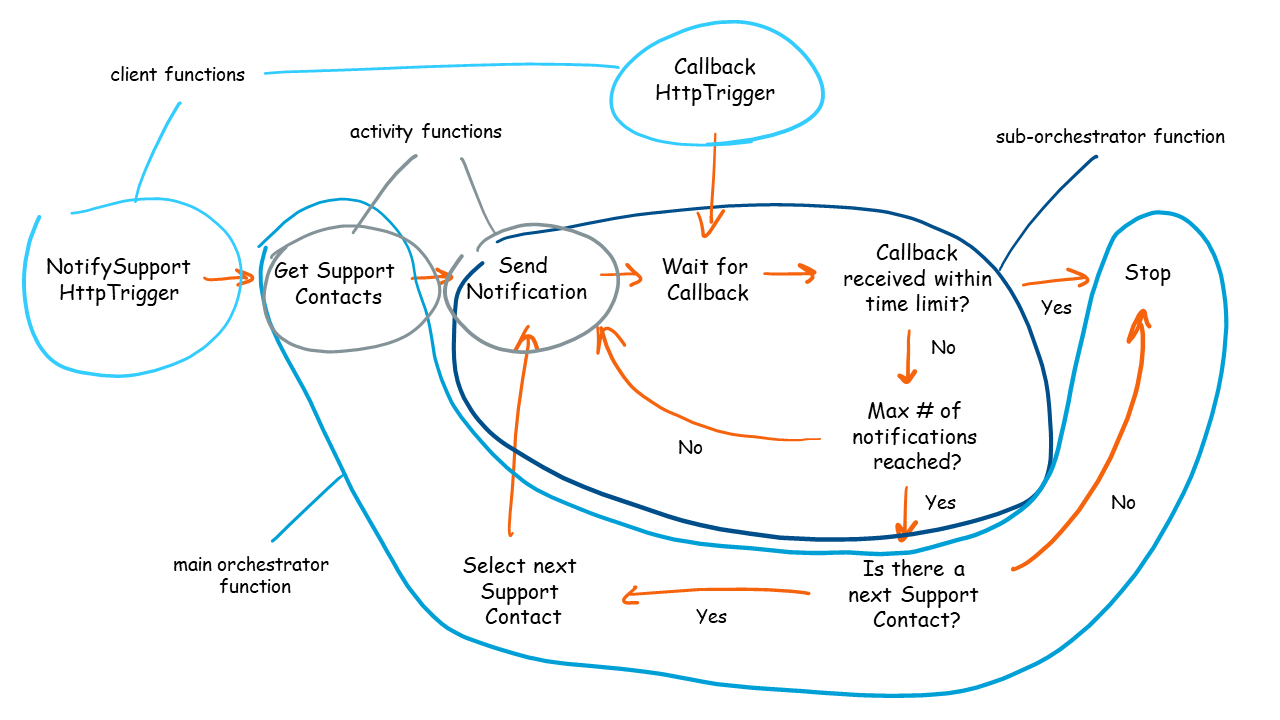 client functions
Callback
HttpTrigger
activity functions
sub-orchestrator function
NotifySupport
HttpTrigger
Get Support
Contacts
Send
Notification
Wait for
Callback
Callback
received within
time limit?
Yes
Stop
No
Max # of
notifications
reached?
No
Yes
No
main orchestrator
function
Select next
Support
Contact
Yes
Is there a
next Support
Contact?